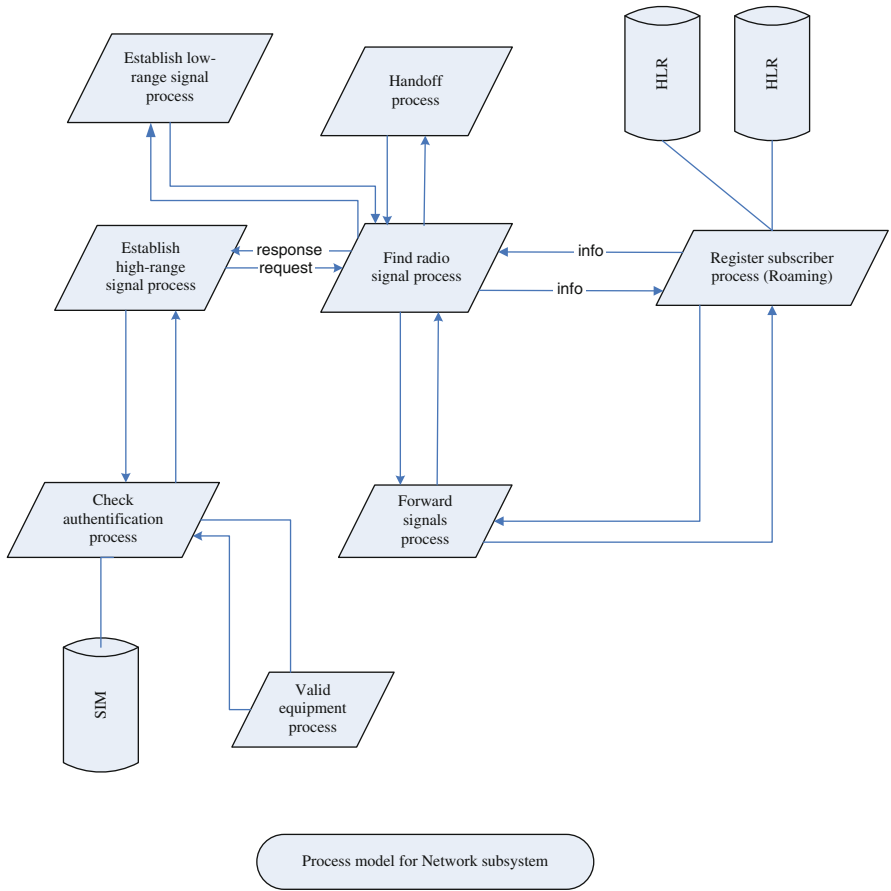 Establish low-
range signal
process
Handoff
process
HLR
HLR
Establish
high-range
signal process
response
request
Find radio
signal process
info
info
Register subscriber
process (Roaming)
Check
authentification
process
Forward
signals
process
SIM
Valid
equipment
process
Process model for Network subsystem